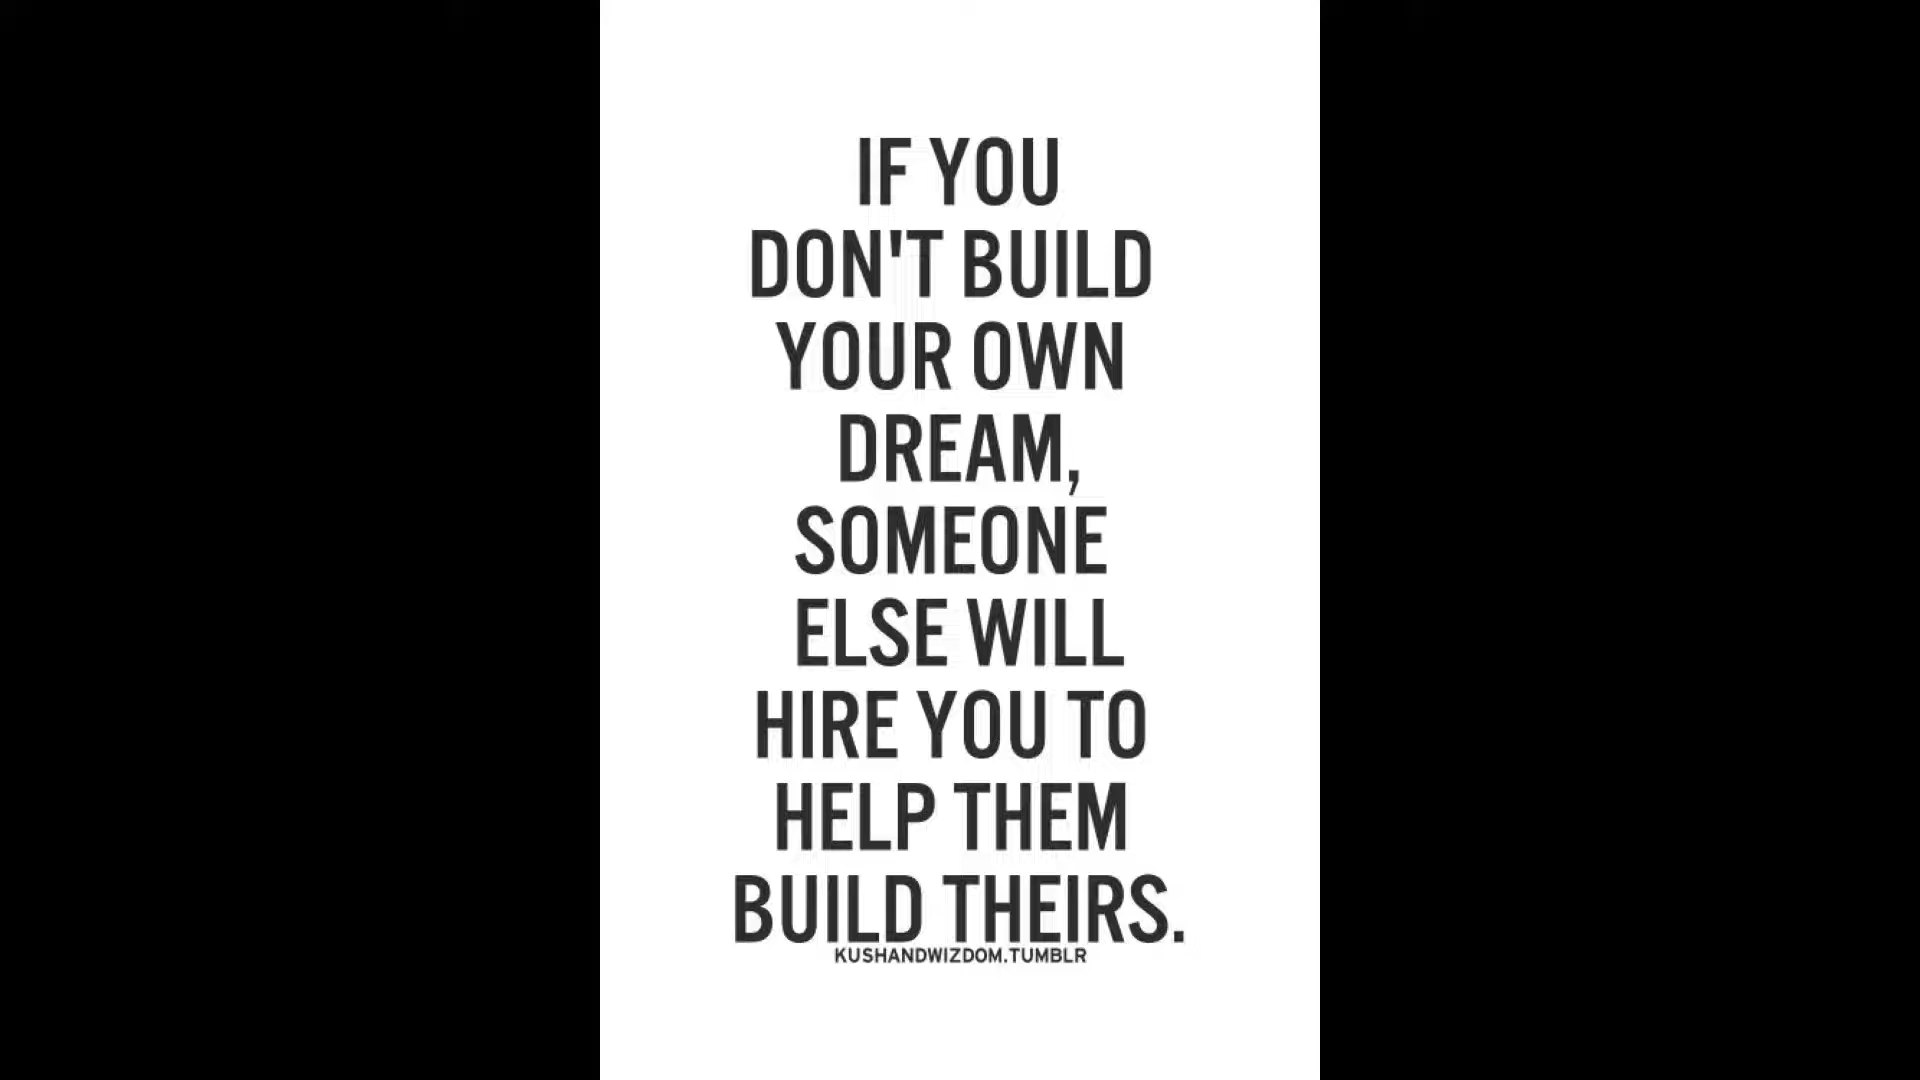 IF YOU
DON'T BUILD
YOUR OWN
DREAM,
SOMEONE
ELSE WILL
HIRE YOU TO
HELP THEM
BUILD THEIRS.
KUSHANDWIZDOM.TUMBLR